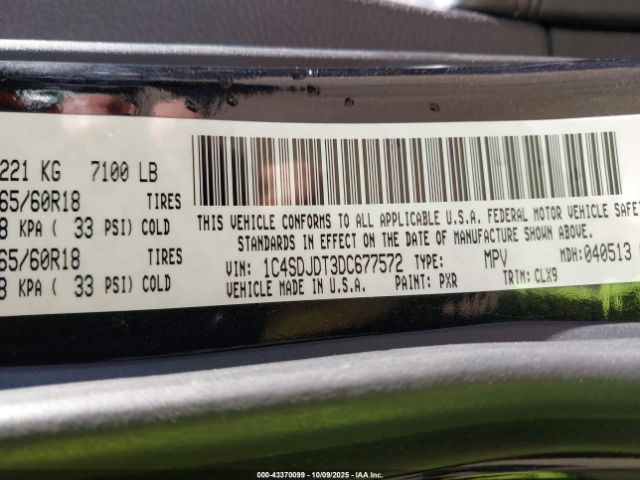 221 KG 7100 LB
65/60R18 TIRES
8 KPA ( 33 PSI) COLD
65/60R18 TIRES
8 KPA ( 33 PSI) COLD
THIS VEHICLE CONFORMS TO ALL APPLICABLE U.S.A. FEDERAL MOTOR VEHICLE SAFET
STANDARDS IN EFFECT ON THE DATE OF MANUFACTURE SHOWN ABOVE.
VIN: 1C4SDJDT3DC677572 TYPE: MPV MDH:040513
VEHICLE MADE IN U.S.A. PAINT: PXR TRIM: CLX9
000-43370099 - 10/09/2025 - IAA Inc.